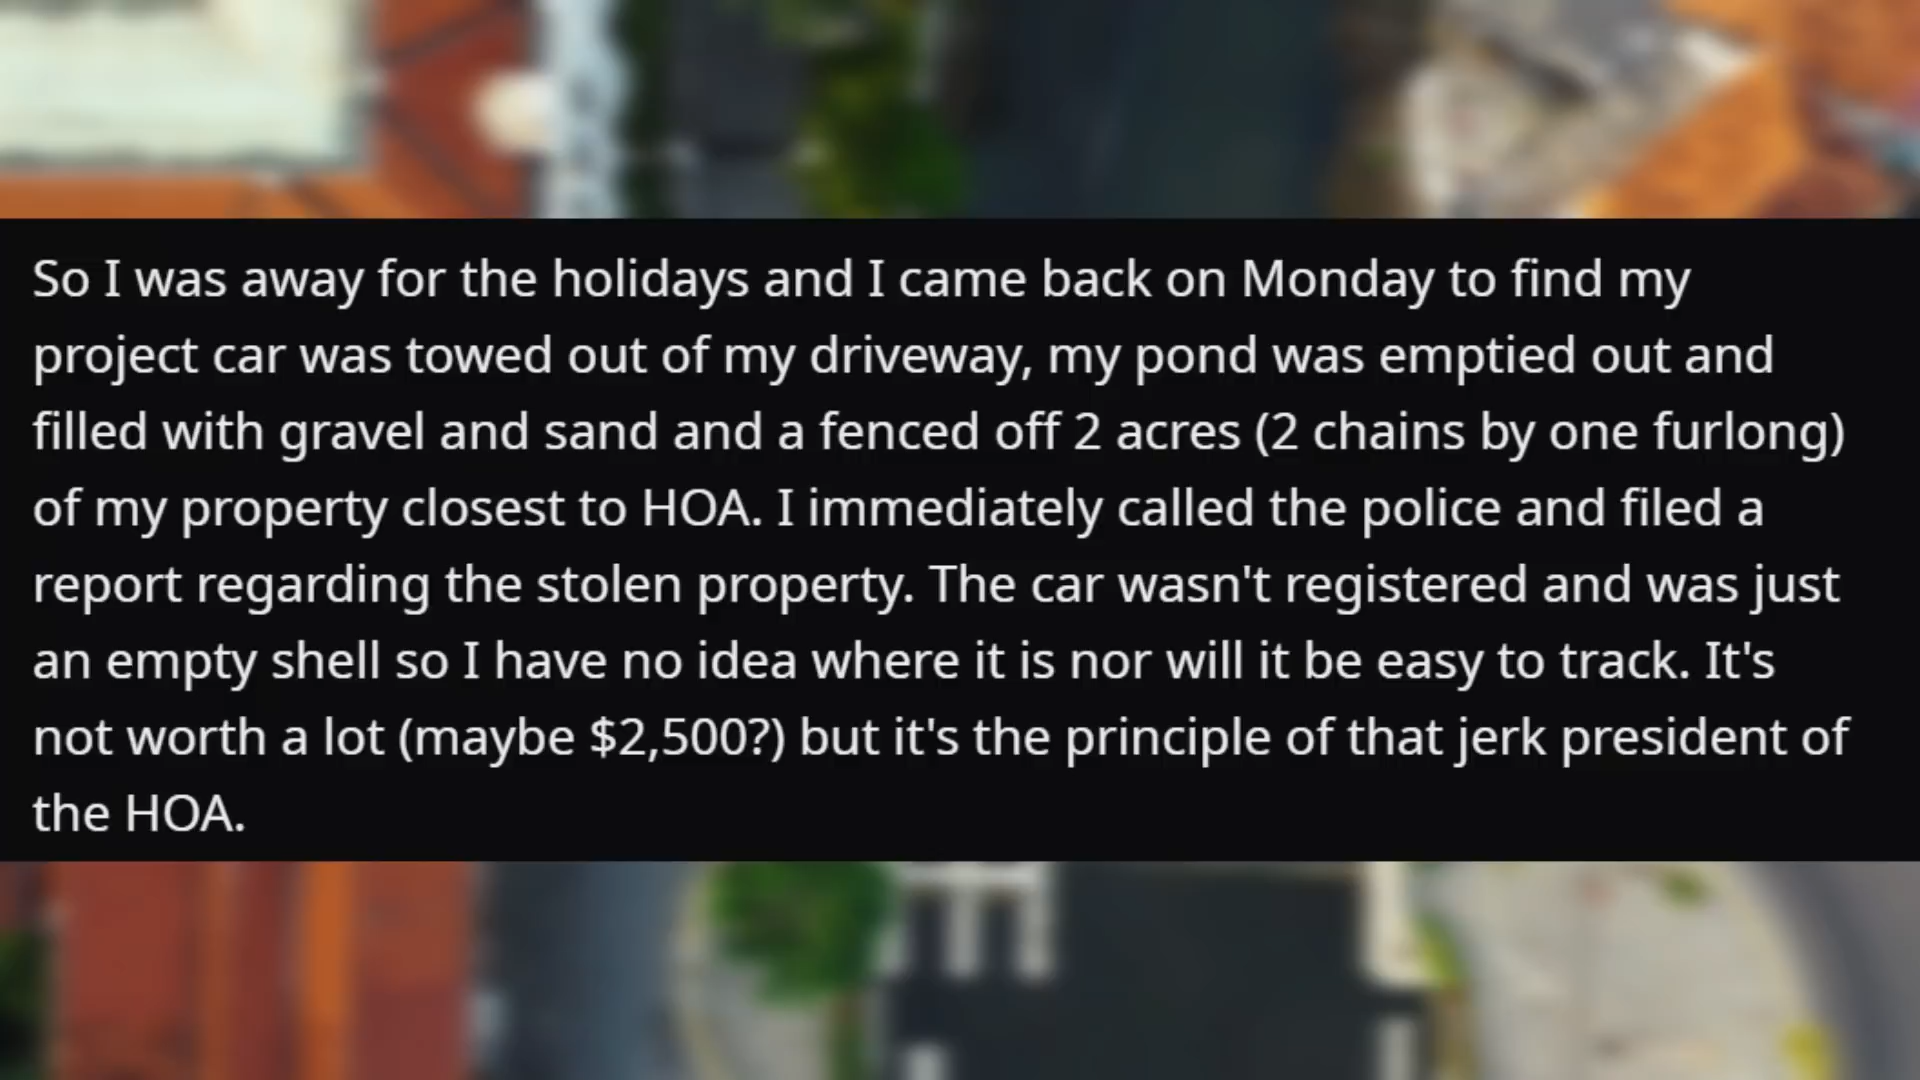 So I was away for the holidays and I came back on Monday to find my
project car was towed out of my driveway, my pond was emptied out and
filled with gravel and sand and a fenced off 2 acres (2 chains by one furlong)
of my property closest to HOA. I immediately called the police and filed a
report regarding the stolen property. The car wasn't registered and was just
an empty shell so I have no idea where it is nor will it be easy to track. It's
not worth a lot (maybe $2,500?) but it's the principle of that jerk president of
the HOA.